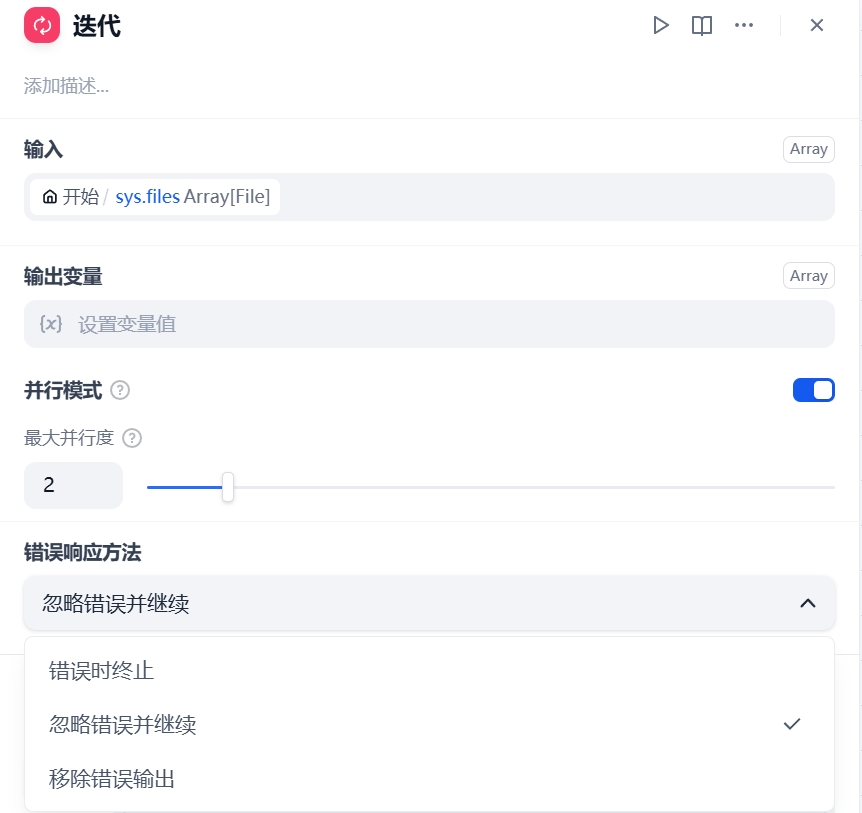 迭代
添加描述...
输入
Array
开始 / sys.files Array[File]
输出变量
Array
{x} 设置变量值
并行模式 ?
最大并行度 ?
2
错误响应方法
忽略错误并继续
错误时终止
忽略错误并继续
移除错误输出